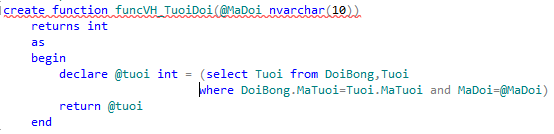 create function funcVH_TuoiDoi(@MaDoi nvarchar(10))
returns int
as
begin
declare @tuoi int = (select Tuoi from DoiBong,Tuoi
where DoiBong.MaTuoi=Tuoi.MaTuoi and MaDoi=@MaDoi)
return @tuoi
end